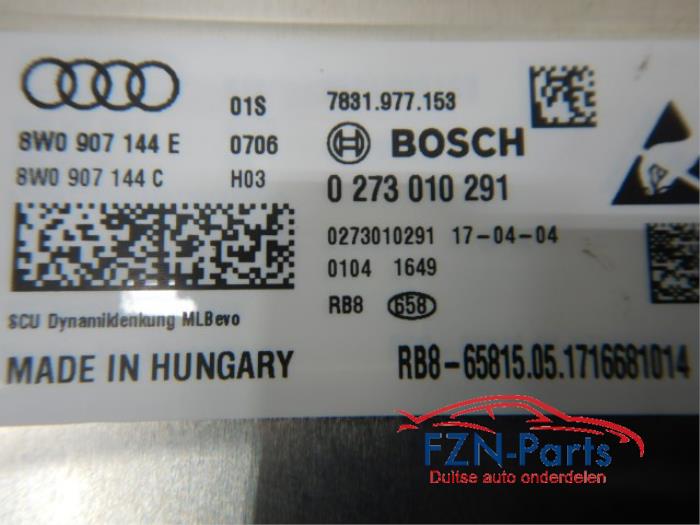 01S 7831.977.153
8W0 907 144 E 0706 BOSCH
8W0 907 144 C H03 0 273 010 291
0273010291 17-04-04
0104 1649
RB8 658
SCU Dynamiklenkung MLBevo
MADE IN HUNGARY RB8-65815.05.1716681014
FZN-Parts
Duitse auto onderdelen